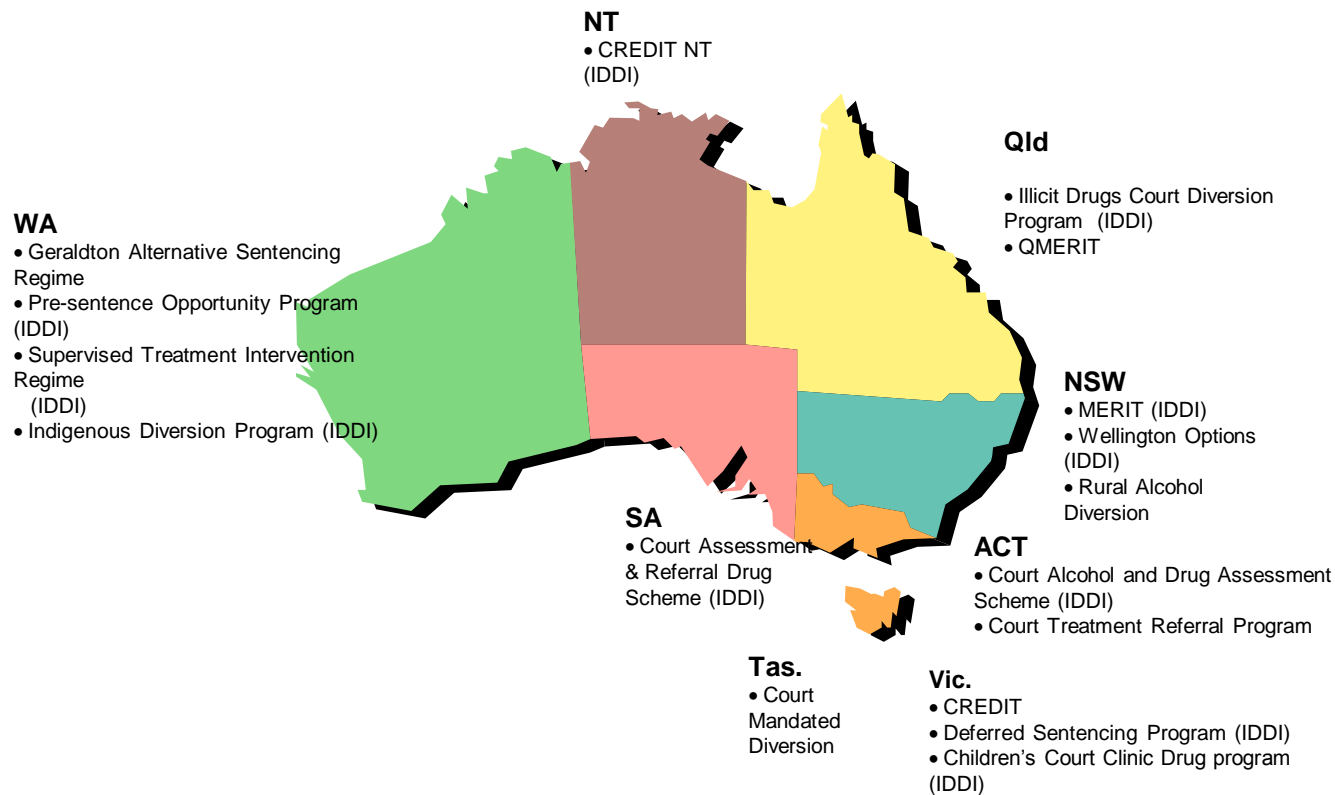 NT
• CREDIT NT
(IDDI)
Qld
• Illicit Drugs Court Diversion
Program (IDDI)
• QMERIT
WA
• Geraldton Alternative Sentencing
Regime
• Pre-sentence Opportunity Program
(IDDI)
• Supervised Treatment Intervention
Regime
(IDDI)
• Indigenous Diversion Program (IDDI)
NSW
• MERIT (IDDI)
• Wellington Options
(IDDI)
• Rural Alcohol
Diversion
SA
• Court Assessment
& Referral Drug
Scheme (IDDI)
ACT
• Court Alcohol and Drug Assessment
Scheme (IDDI)
• Court Treatment Referral Program
Tas.
• Court
Mandated
Diversion
Vic.
• CREDIT
• Deferred Sentencing Program (IDDI)
• Children's Court Clinic Drug program
(IDDI)